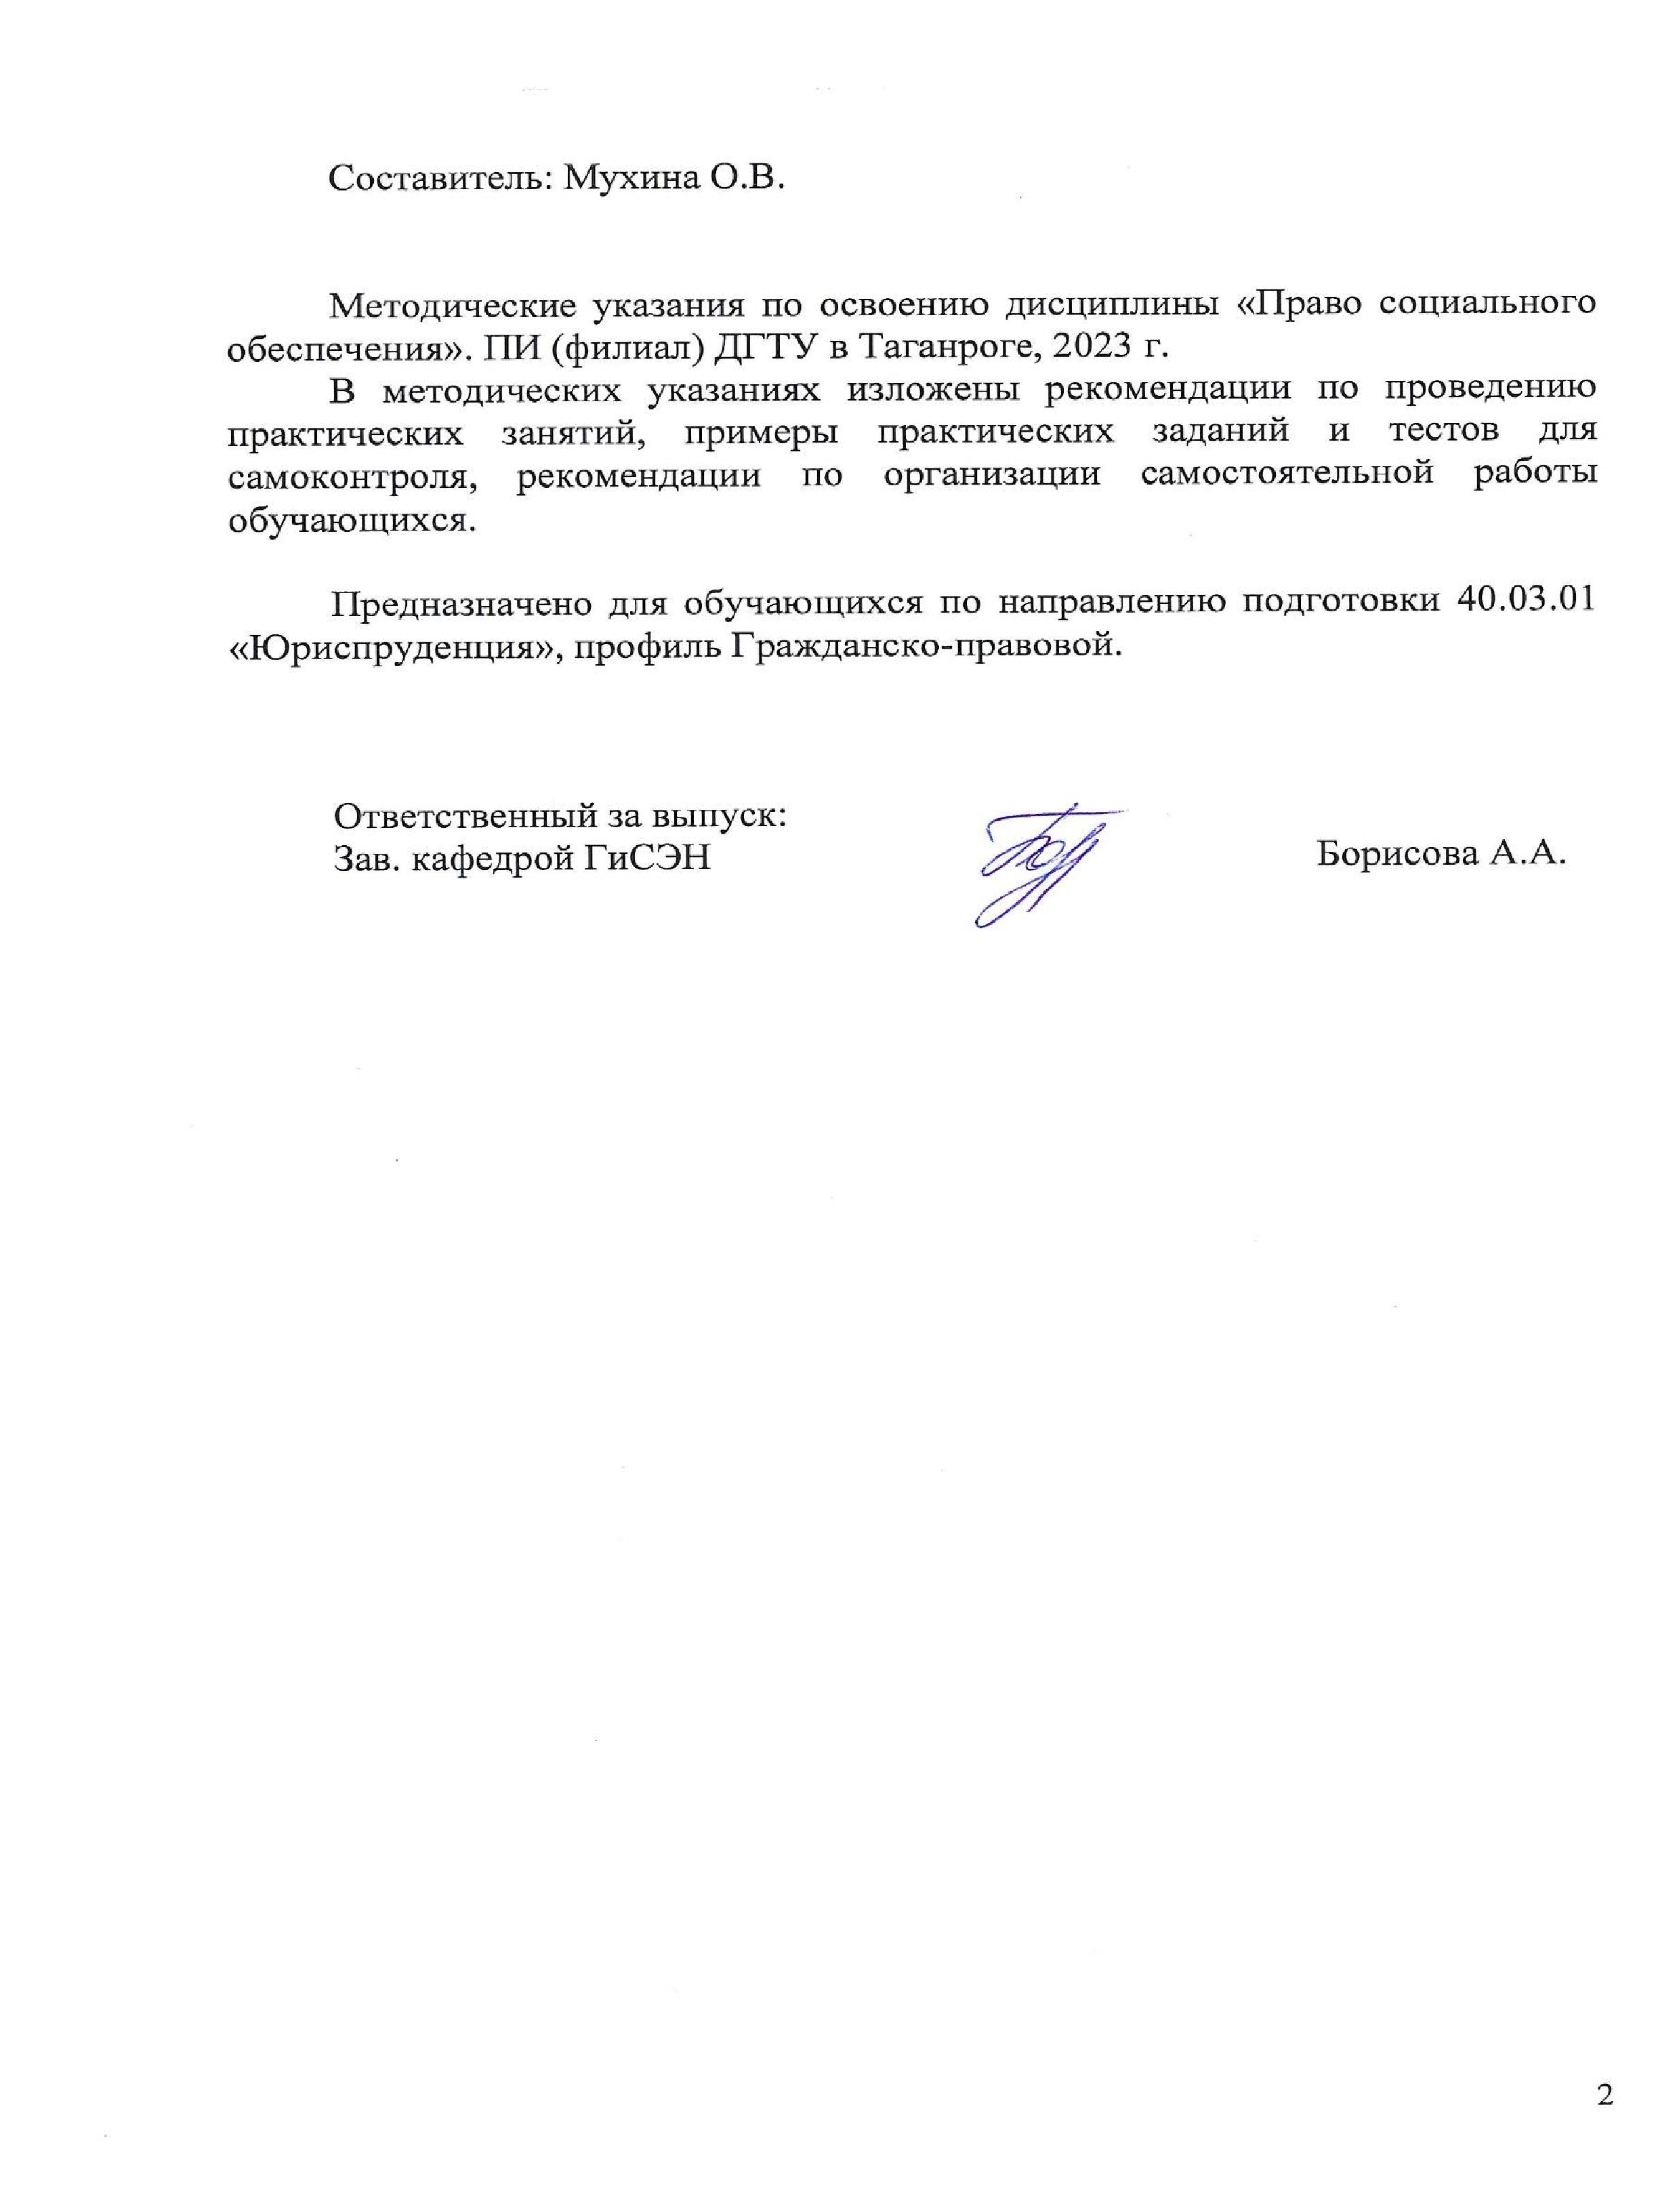 Составитель: Мухина О.В.
Методические указания по освоению дисциплины «Право социального
обеспечения». ПИ (филиал) ДГТУ в Таганроге, 2023 г.
В методических указаниях изложены рекомендации по проведению
практических занятий, примеры практических заданий и тестов для
самоконтроля, рекомендации по организации самостоятельной работы
обучающихся.
Предназначено для обучающихся по направлению подготовки 40.03.01
«Юриспруденция», профиль Гражданско-правовой.
Ответственный за выпуск:
Зав. кафедрой ГиСЭН Борисова А.А.
2